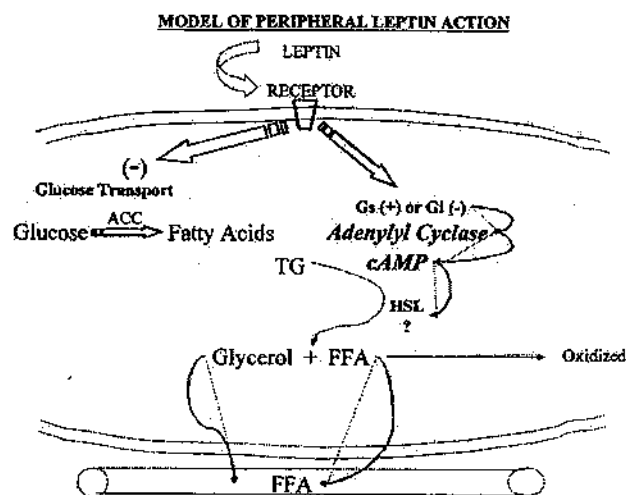 MODEL OF PERIPHERAL LEPTIN ACTION
LEPTIN
RECEPTOR
(-)
Glucose Transport
Gs (+) or GI (-)
ACC
Glucose
Fatty Acids
Adenylyl Cyclase
TG
cAMP
HSL
?
Glycerol + FFA
Oxidized
FFA